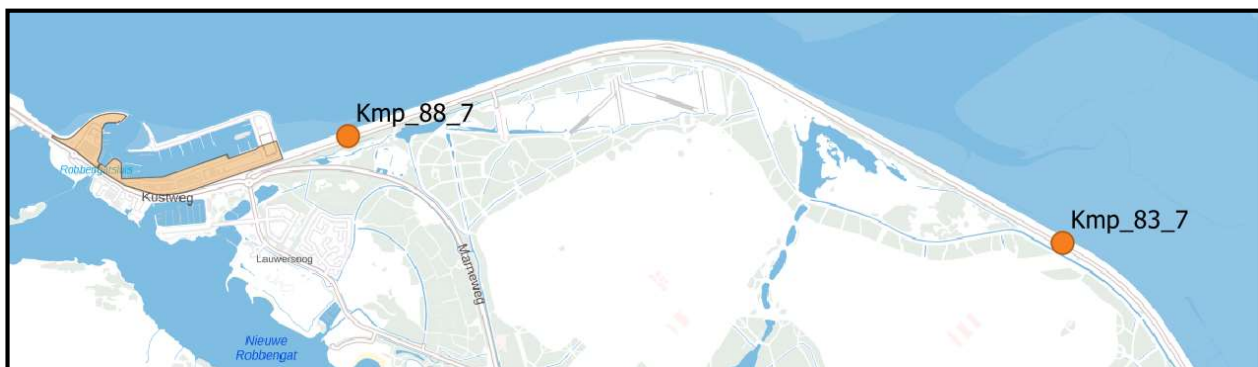 Kmp_88_7
Robbengatsluis
Kustweg
Kmp_83_7
Lauwersoog
Marneweg
Nieuwe
Robbengat